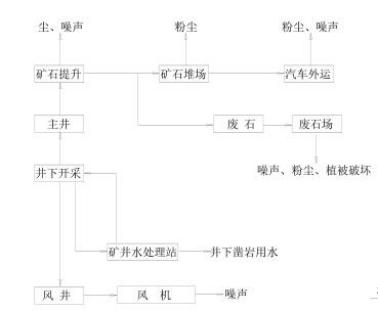 尘、噪声
粉尘
粉尘、噪声
矿石提升
矿石堆场
汽车外运
主井
废 石
废石场
噪声、粉尘、植被破坏
井下开采
矿井水处理站
井下凿岩用水
风 井
风 机
噪声